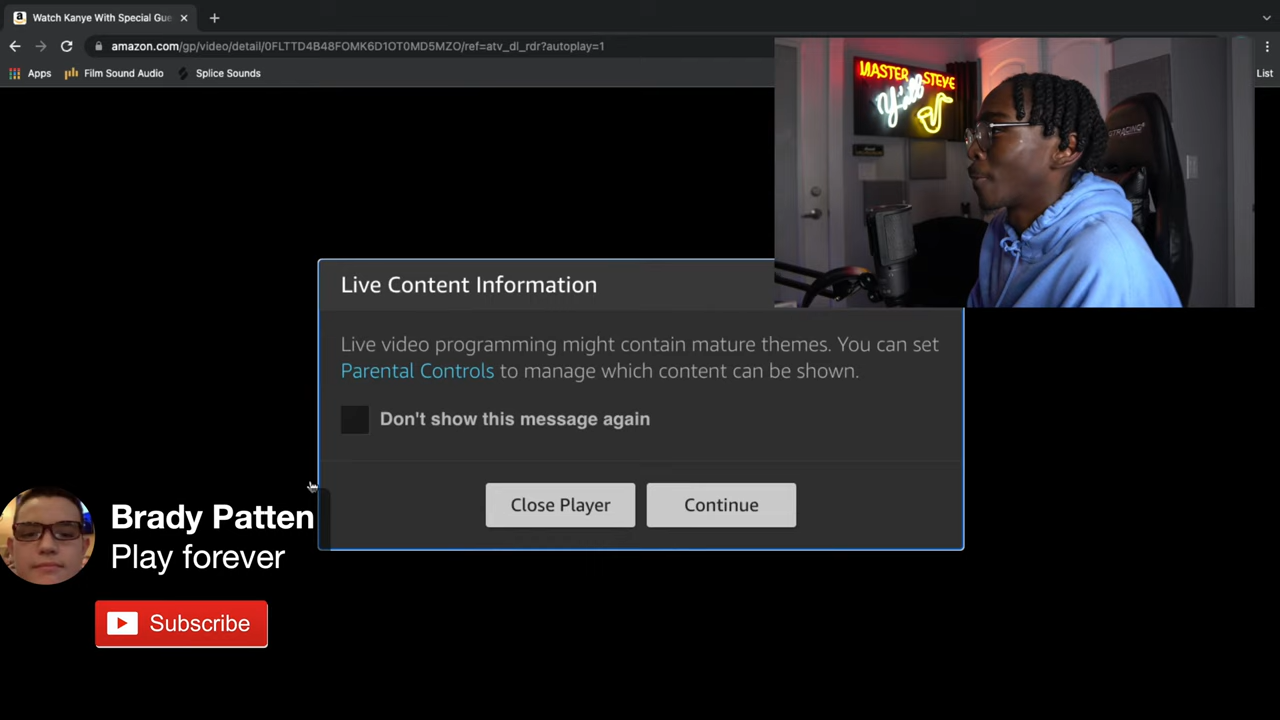 Watch Kanye With Special Gue
amazon.com/gp/video/detail/0FLTTD4B48FOMK6D1OT0MD5MZO/ref=atv_dl_rdr?autoplay=1
Apps Film Sound Audio Splice Sounds List
MASTER STEVE
y'all
Live Content Information
Live video programming might contain mature themes. You can set
Parental Controls to manage which content can be shown.
Don't show this message again
Close Player Continue
Brady Patten
Play forever
Subscribe